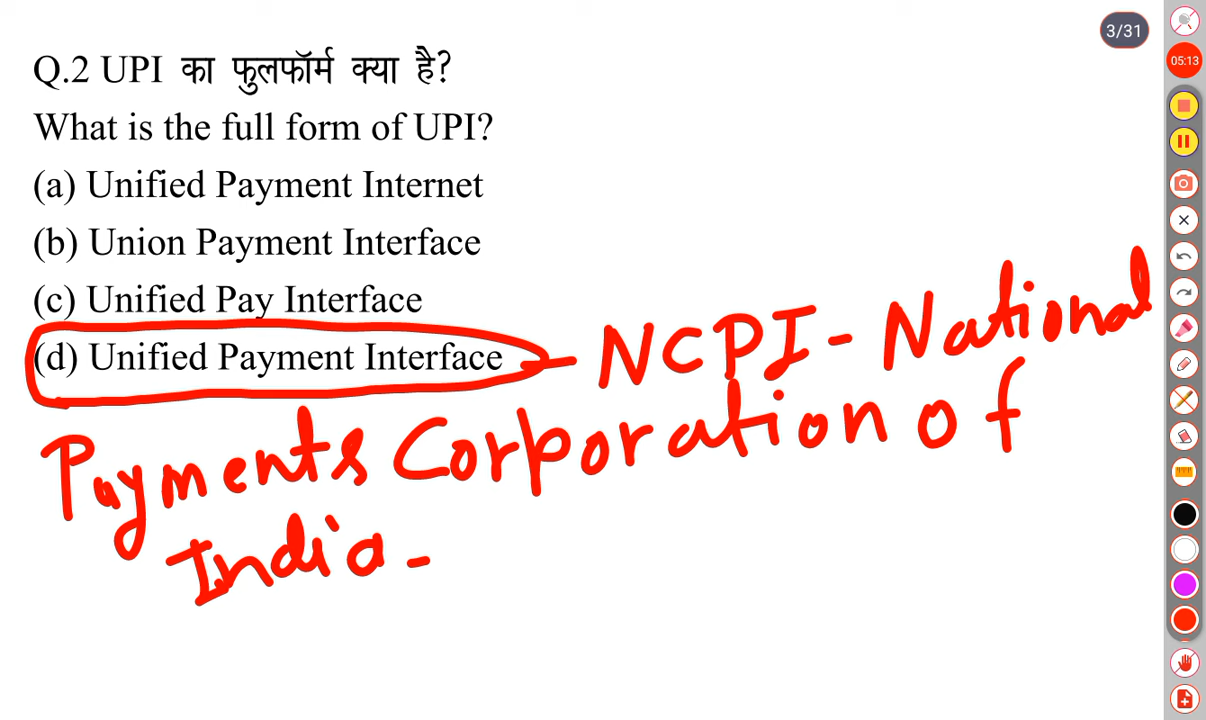 3/31
05:13
Q.2 UPI का फुलफॉर्म क्या है?
What is the full form of UPI?
(a) Unified Payment Internet
(b) Union Payment Interface
(c) Unified Pay Interface
(d) Unified Payment Interface - NCPI - National
Payments Corporation of
India -